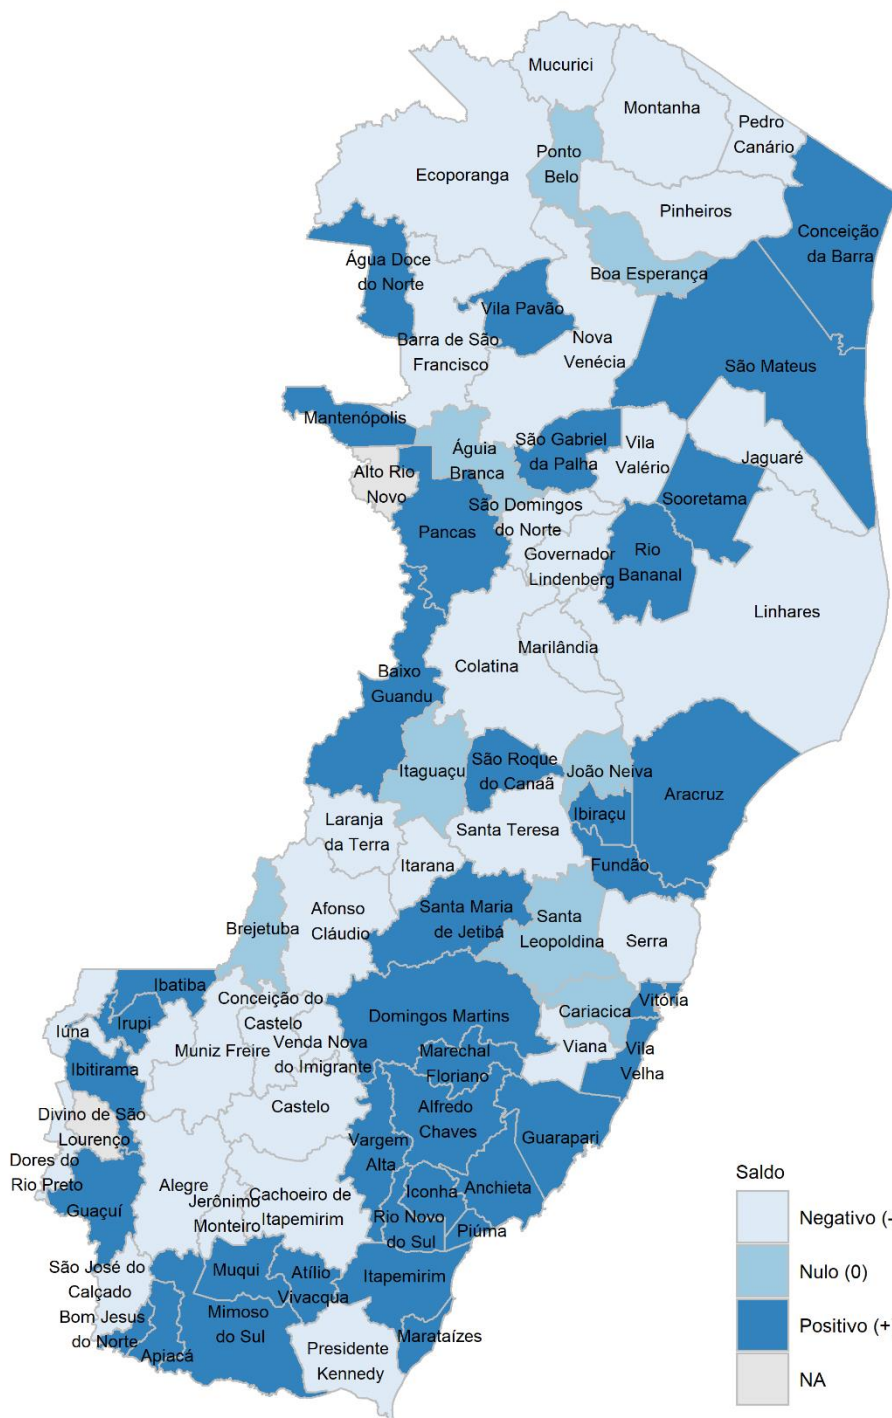 Mucurici
Montanha
Pedro
Canário
Ponto
Belo
Ecoporanga
Pinheiros
Conceição
da Barra
Água Doce
do Norte
Boa Esperança
Vila Pavão
Barra de São
Francisco
Nova
Venécia
São Mateus
Mantenópolis
Águia
Branca
São Gabriel
da Palha
Vila
Valério
Jaguaré
Alto Rio
Novo
Sooretama
São Domingos
do Norte
Pancas
Governador
Lindenberg
Rio
Bananal
Linhares
Marilândia
Colatina
Baixo
Guandu
Itaguaçu
São Roque
do Canaã
João Neiva
Aracruz
Ibiraçu
Laranja
da Terra
Santa Teresa
Itarana
Fundão
Afonso
Cláudio
Santa Maria
de Jetibá
Santa
Leopoldina
Brejetuba
Serra
Ibatiba
Conceição do
Castelo
Domingos Martins
Cariacica
Vitória
Iúna
Irupi
Muniz Freire
Venda Nova
do Imigrante
Viana
Vila
Velha
Ibitirama
Marechal
Floriano
Castelo
Alfredo
Chaves
Divino de São
Lourenço
Guarapari
Vargem
Alta
Dores do
Rio Preto
Alegre
Guaçuí
Jerônimo
Monteiro
Cachoeiro de
Itapemirim
Iconha
Anchieta
Rio Novo
do Sul
Piúma
São José do
Calçado
Muqui
Atílio
Vivacqua
Itapemirim
Bom Jesus
do Norte
Mimoso
do Sul
Apiacá
Marataízes
Presidente
Kennedy
Saldo
Negativo (-
Nulo (0)
Positivo (+
NA